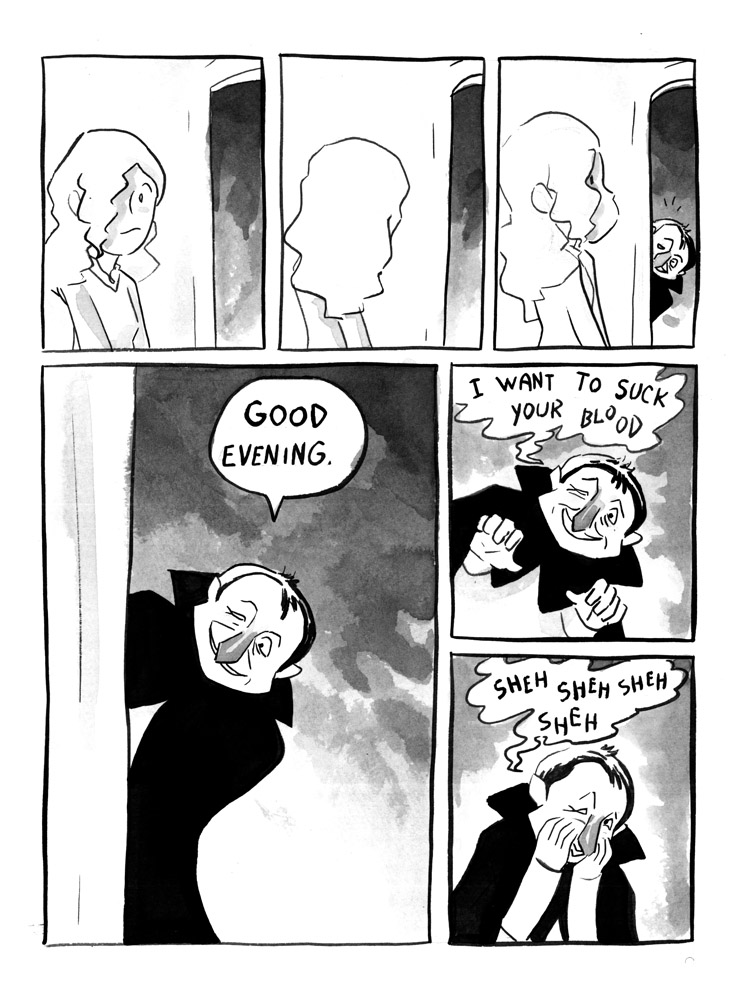 GOOD
EVENING.
I WANT TO SUCK
YOUR BLOOD
SHEH SHEH SHEH
SHEH